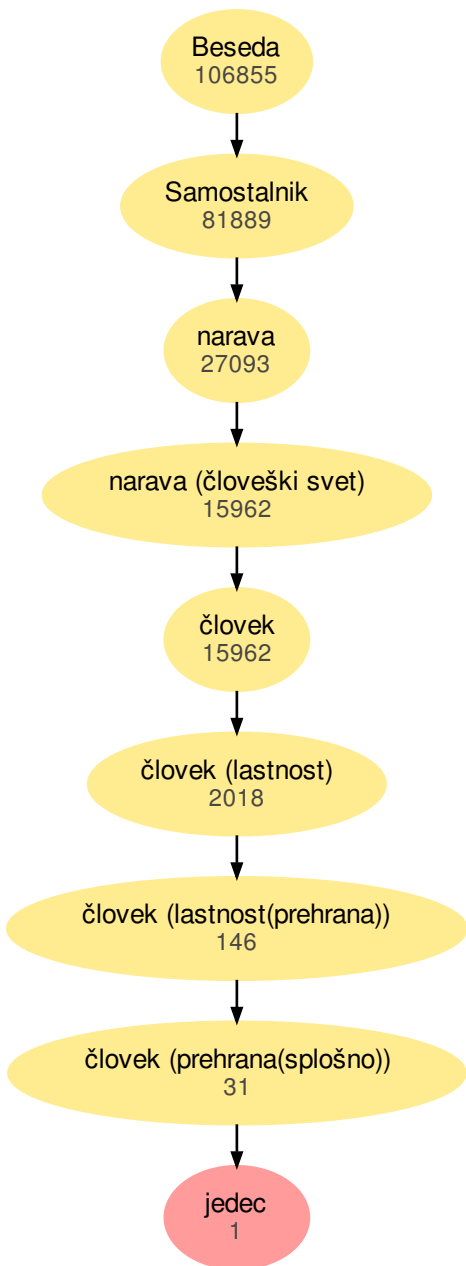 Beseda
106855
Samostalnik
81889
narava
27093
narava (človeški svet)
15962
človek
15962
človek (lastnost)
2018
človek (lastnost(prehrana))
146
človek (prehrana(splošno))
31
jedec
1